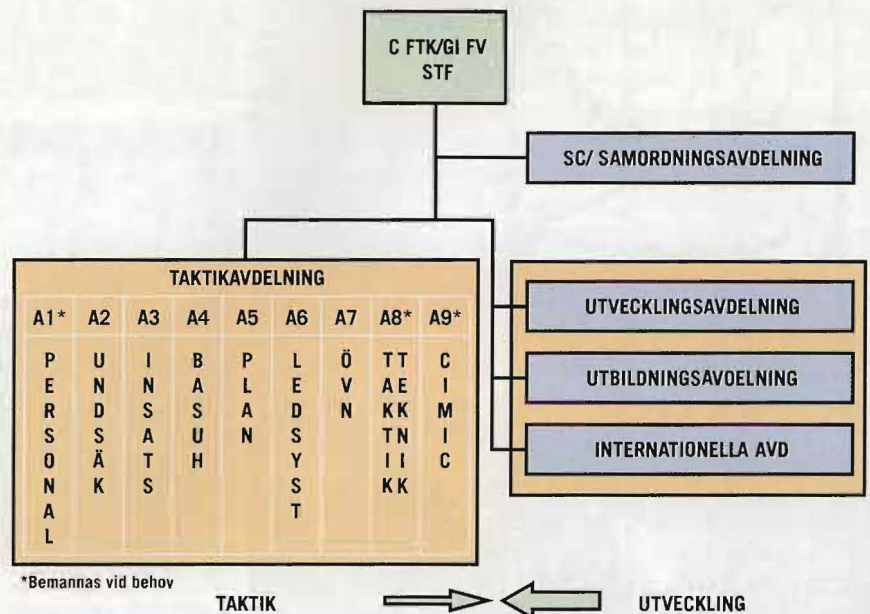 C FTK/GI FV
STF
SC/ SAMORDNINGSAVDELNING
TAKTIKAVDELNING
A1* A2 A3 A4 A5 A6 A7 A8* A9*
PERSONAL
UNDSÄK
INSATS
BASUH
PLAN
LEDSYST
ÖVN
TAKTIK
TEKNIK
CIMIC
UTVECKLINGSAVDELNING
UTBILDNINGSAVOELNING
INTERNATIONELLA AVD
*Bemannas vid behov
TAKTIK UTVECKLING